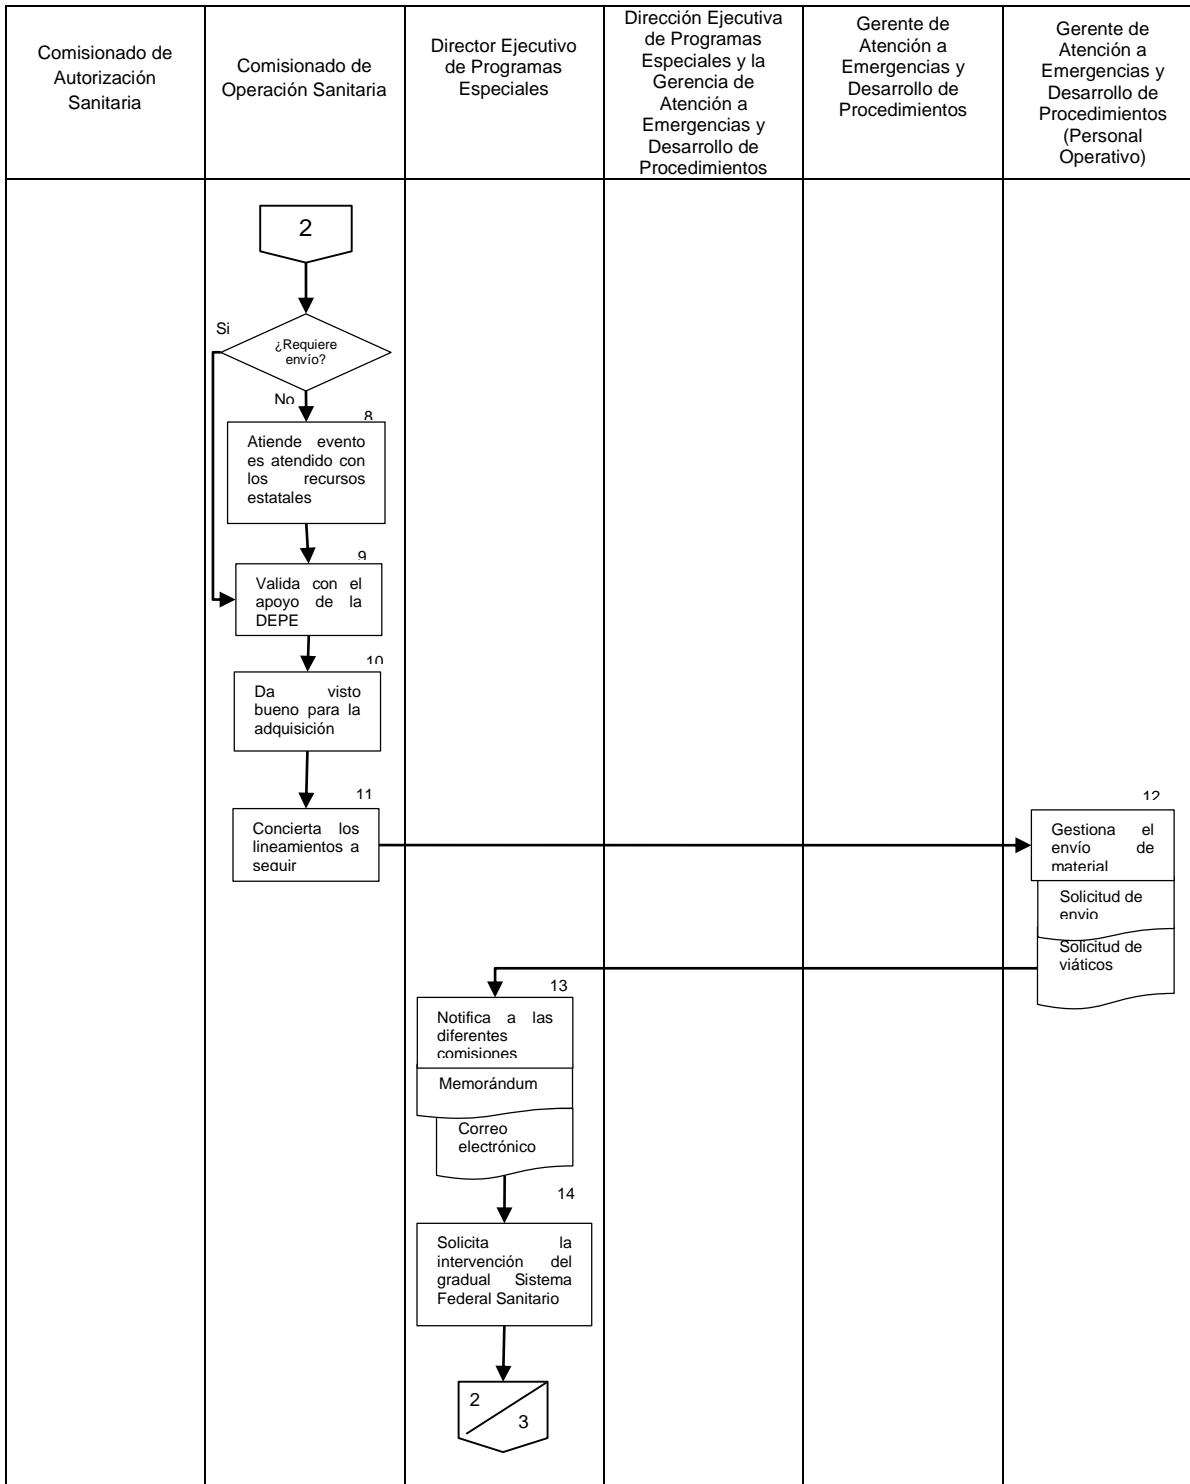 Comisionado de
Autorización
Sanitaria
Comisionado de
Operación Sanitaria
Director Ejecutivo
de Programas
Especiales
Dirección Ejecutiva
de Programas
Especiales y la
Gerencia de
Atención a
Emergencias y
Desarrollo de
Procedimientos
Gerente de
Atención a
Emergencias y
Desarrollo de
Procedimientos
Gerente de
Atención a
Emergencias y
Desarrollo de
Procedimientos
(Personal
Operativo)
2
Si
¿Requiere
envío?
No
8
Atiende evento
es atendido con
los recursos
estatales
9
Valida con el
apoyo de la
DEPE
10
Da visto
bueno para la
adquisición
11
Concierta los
lineamientos a
seguir
12
Gestiona el
envío de
material
Solicitud de
envio
Solicitud de
viáticos
13
Notifica a las
diferentes
comisiones
Memorándum
Correo
electrónico
14
Solicita la
intervención del
gradual Sistema
Federal Sanitario
2
3